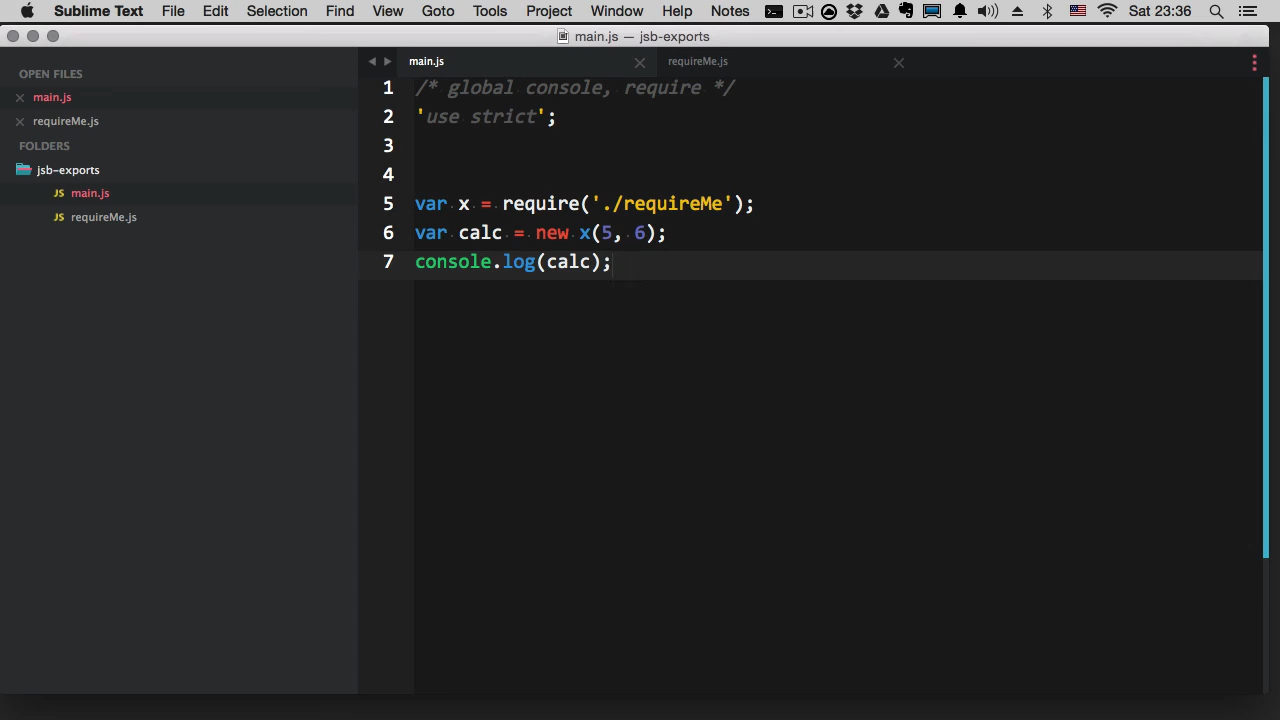 Sublime Text File Edit Selection Find View Goto Tools Project Window Help Notes Sat 23:36
main.js — jsb-exports
OPEN FILES
main.js
requireMe.js
FOLDERS
jsb-exports
JS main.js
JS requireMe.js
main.js requireMe.js
1 /* global console, require */
2 'use strict';
3
4
5 var x = require('./requireMe');
6 var calc = new x(5, 6);
7 console.log(calc);